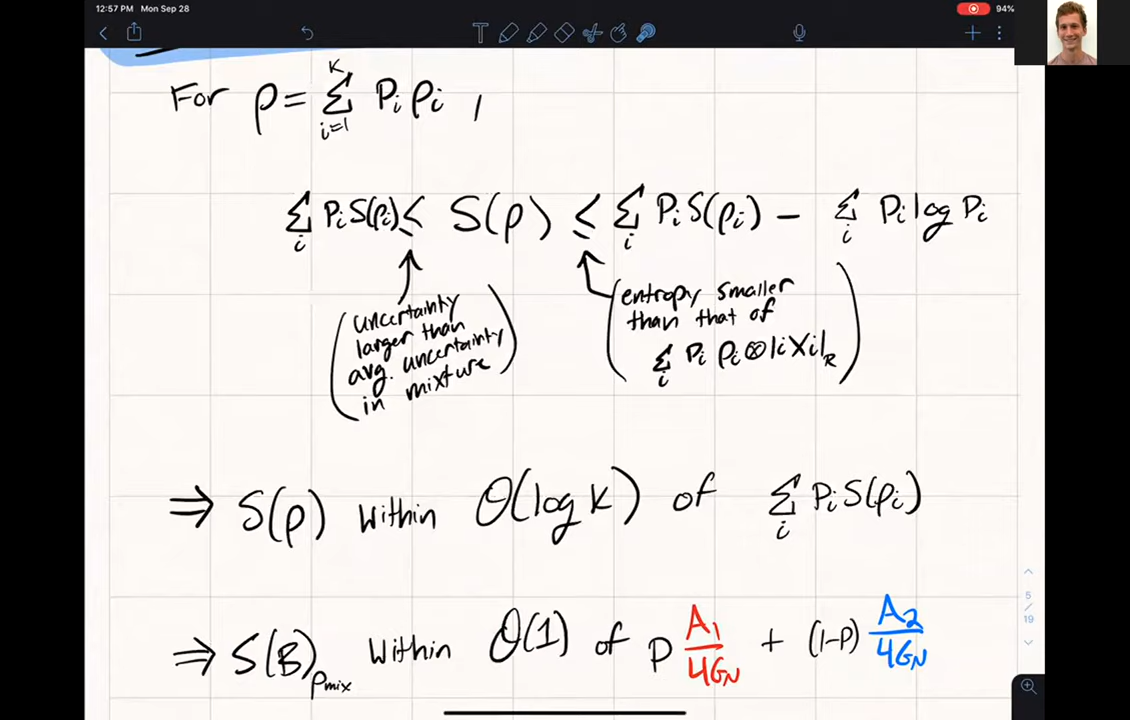 12:57 PM Mon Sep 28
94%
For ρ = Σ_{i=1}^{K} P_i ρ_i ,
Σ_i P_i S(ρ_i) ≤ S(ρ) ≤ Σ_i P_i S(ρ_i) − Σ_i P_i log P_i
(uncertainty
larger than
avg. uncertainty
in mixture)
(entropy smaller
than that of
Σ_i P_i ρ_i ⊗ |i⟩⟨i|_R)
⇒ S(ρ) within O(log K) of Σ_i P_i S(ρ_i)
⇒ S(B)_{ρmix} within O(1) of p A_1/4G_N + (1-p) A_2/4G_N
5
/
19